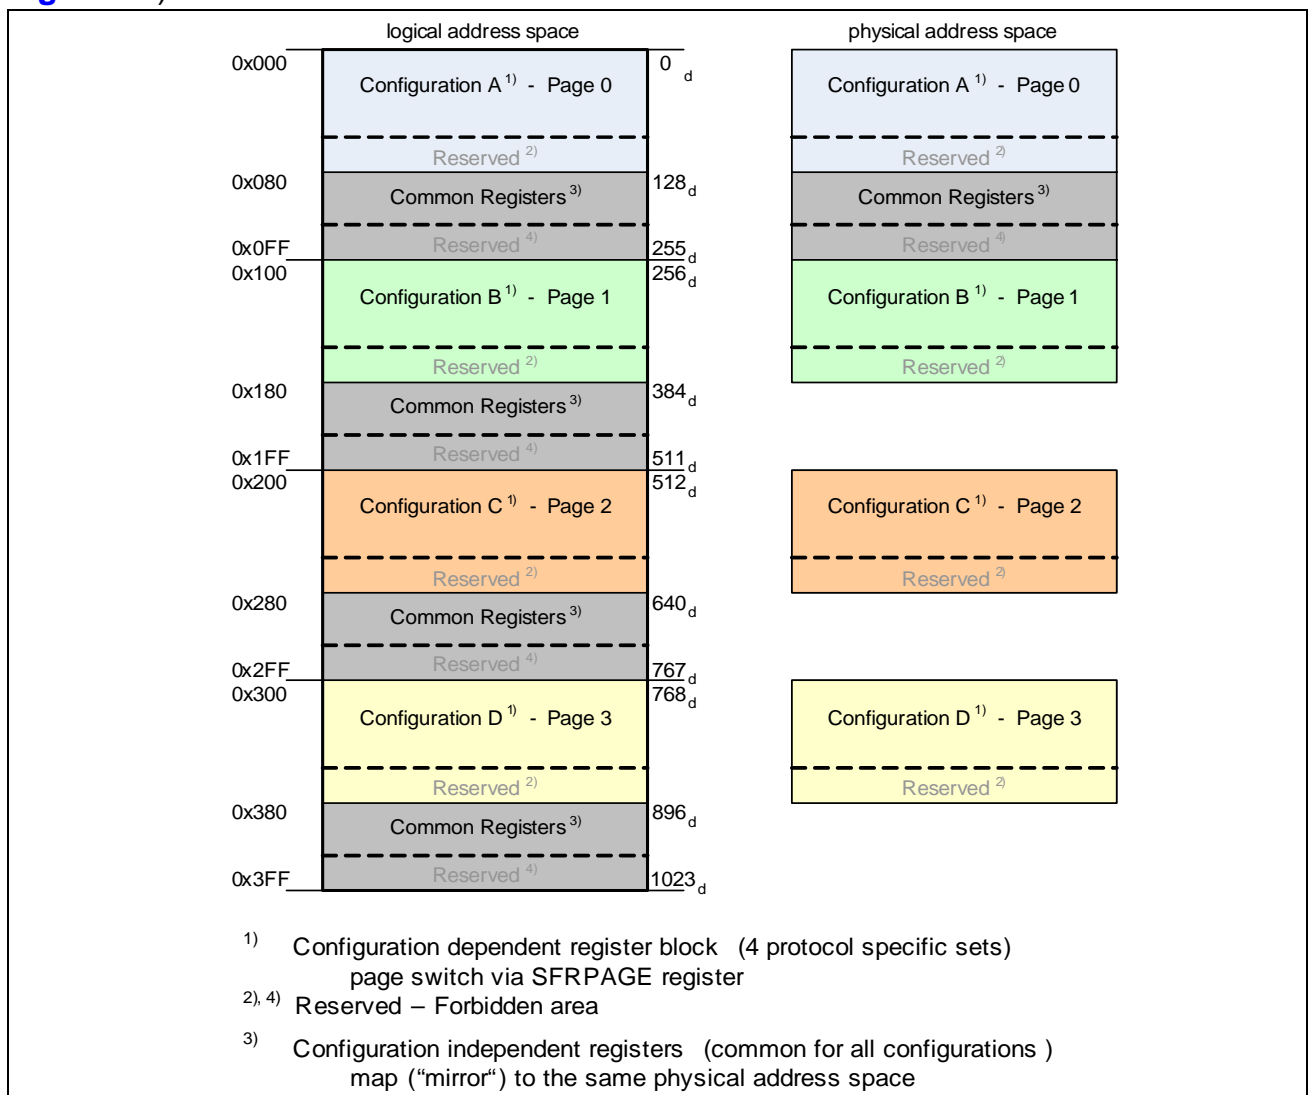 logical address space physical address space
0x000 0 d
Configuration A 1) - Page 0 Configuration A 1) - Page 0
Reserved 2) Reserved 2)
0x080 128 d
Common Registers 3) Common Registers 3)
Reserved 4) Reserved 4)
0x0FF 255 d
0x100 256 d
Configuration B 1) - Page 1 Configuration B 1) - Page 1
Reserved 2) Reserved 2)
0x180 384 d
Common Registers 3)
Reserved 4)
0x1FF 511 d
0x200 512 d
Configuration C 1) - Page 2 Configuration C 1) - Page 2
Reserved 2) Reserved 2)
0x280 640 d
Common Registers 3)
Reserved 4)
0x2FF 767 d
0x300 768 d
Configuration D 1) - Page 3 Configuration D 1) - Page 3
Reserved 2) Reserved 2)
0x380 896 d
Common Registers 3)
Reserved 4)
0x3FF 1023 d
1) Configuration dependent register block (4 protocol specific sets)
page switch via SFRPAGE register
2), 4) Reserved – Forbidden area
3) Configuration independent registers (common for all configurations )
map (“mirror“) to the same physical address space